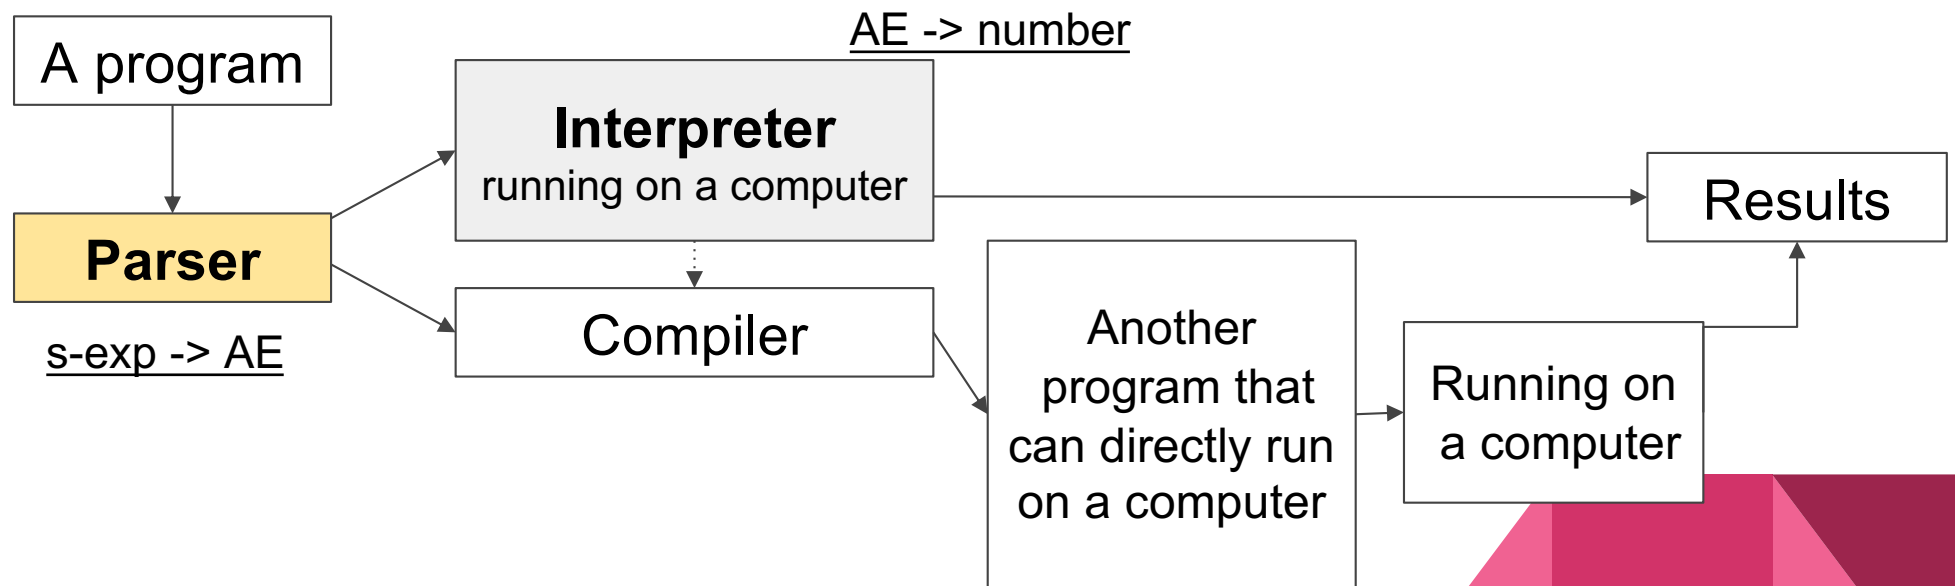 A program
AE -> number
Interpreter
running on a computer
Parser
s-exp -> AE
Compiler
Results
Another
program that
can directly run
on a computer
Running on
a computer